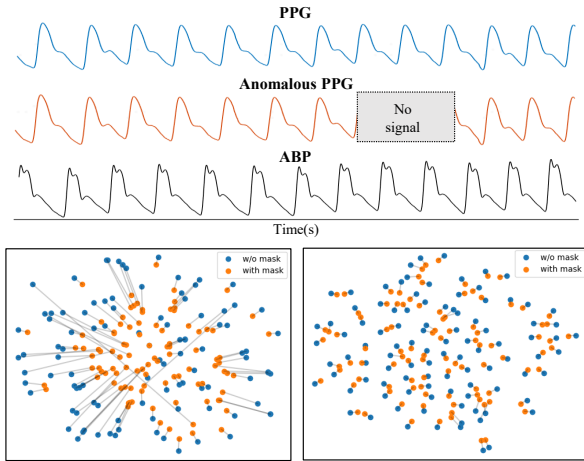 PPG
Anomalous PPG
No
signal
ABP
Time(s)
w/o mask
with mask
w/o mask
with mask